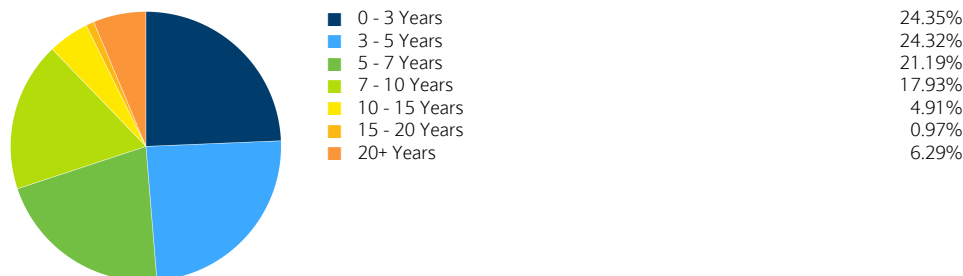 0 - 3 Years 24.35%
3 - 5 Years 24.32%
5 - 7 Years 21.19%
7 - 10 Years 17.93%
10 - 15 Years 4.91%
15 - 20 Years 0.97%
20+ Years 6.29%